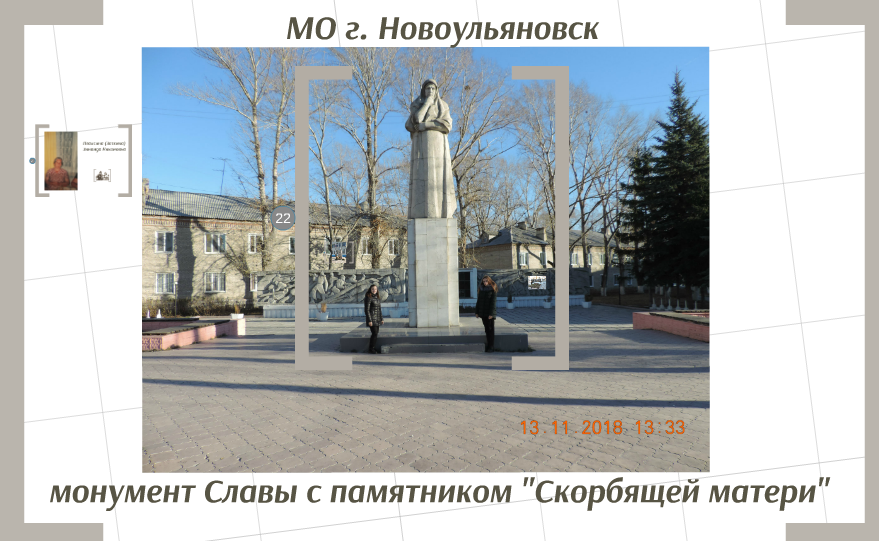 МО г. Новоульяновск
22
13.11.2018 13:33
монумент Славы с памятником "Скорбящей матери"